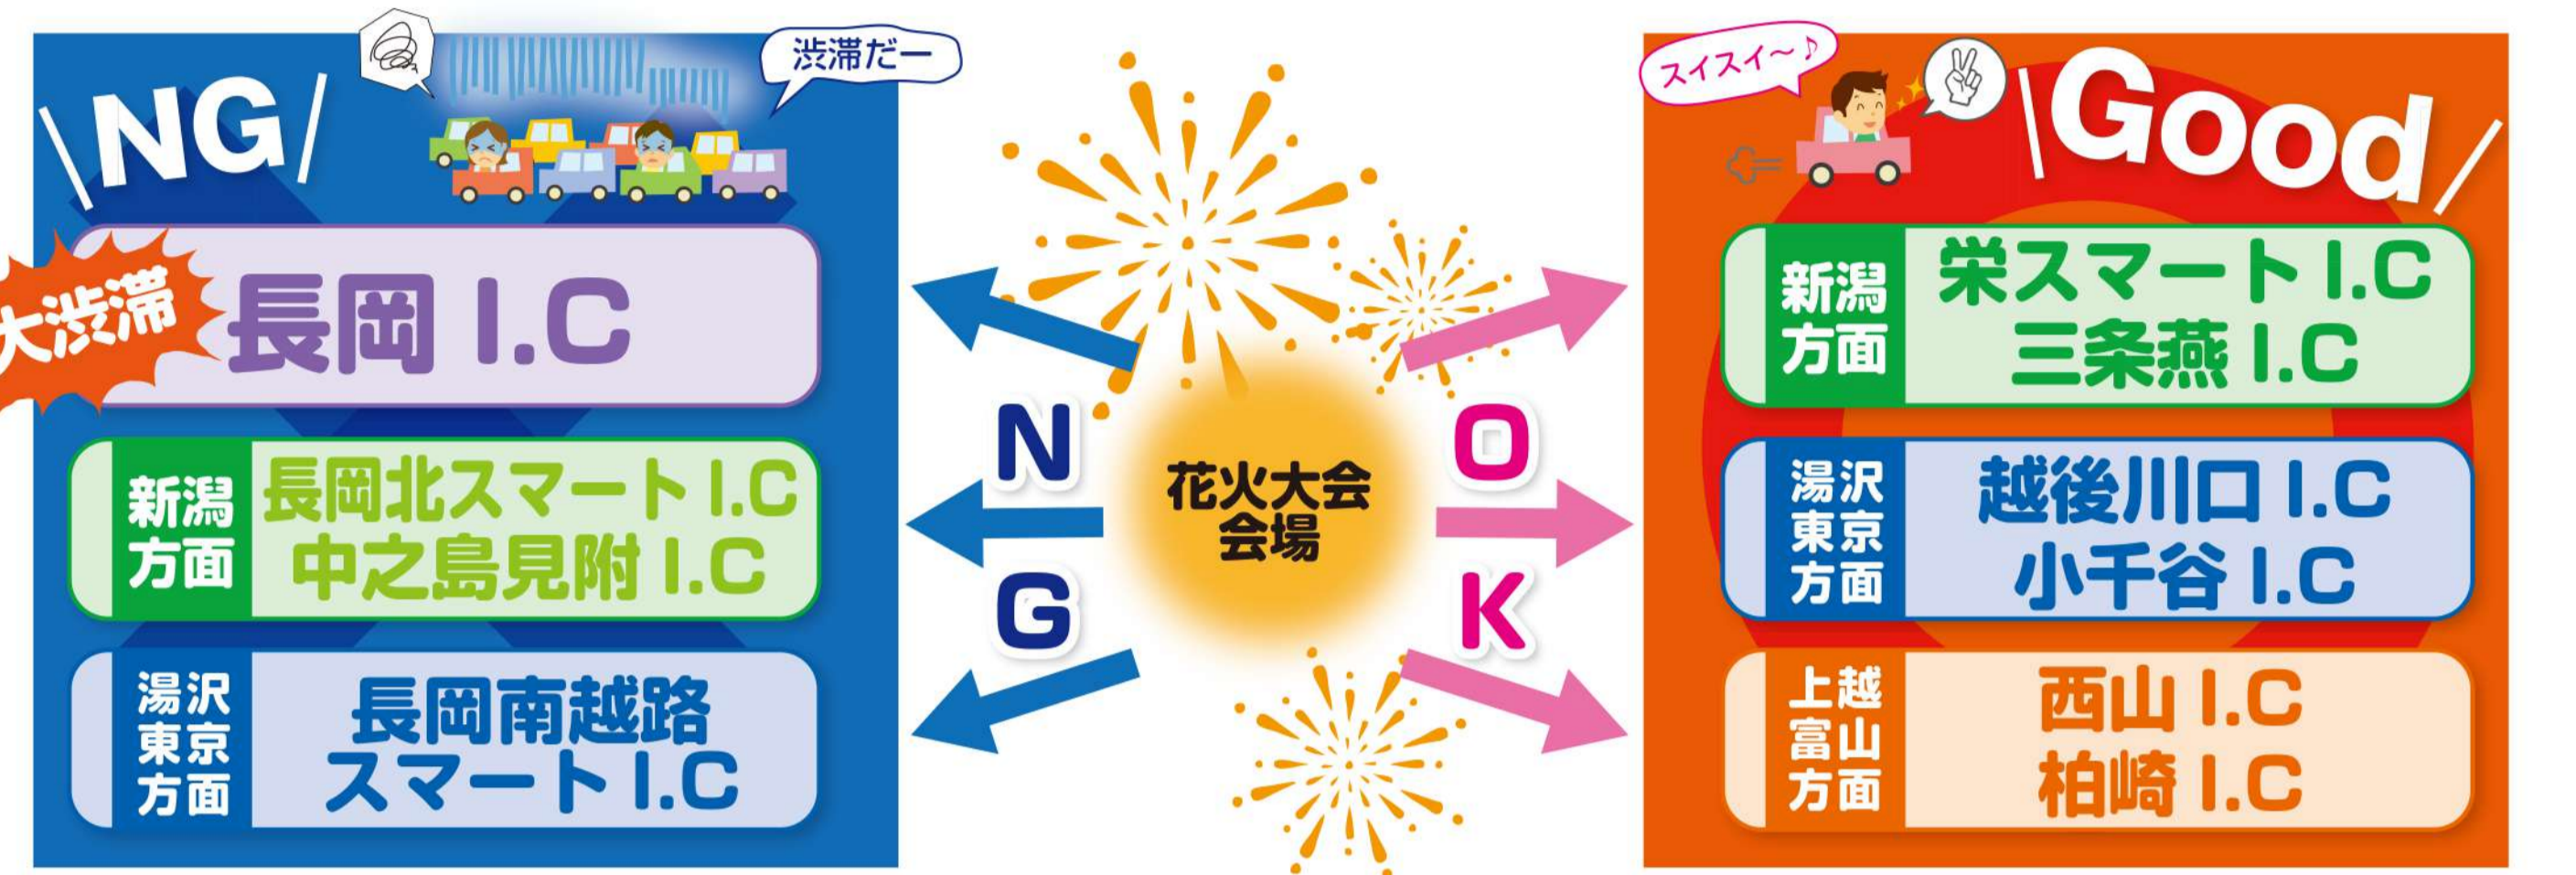 NG
渋滞だー
大渋滞
長岡 I.C
新潟
方面
長岡北スマート I.C
中之島見附 I.C
湯沢
東京
方面
長岡南越路
スマート I.C
N
G
花火大会
会場
O
K
スイスイ〜♪
Good
新潟
方面
栄スマート I.C
三条燕 I.C
湯沢
東京
方面
越後川口 I.C
小千谷 I.C
上越
富山
方面
西山 I.C
柏崎 I.C